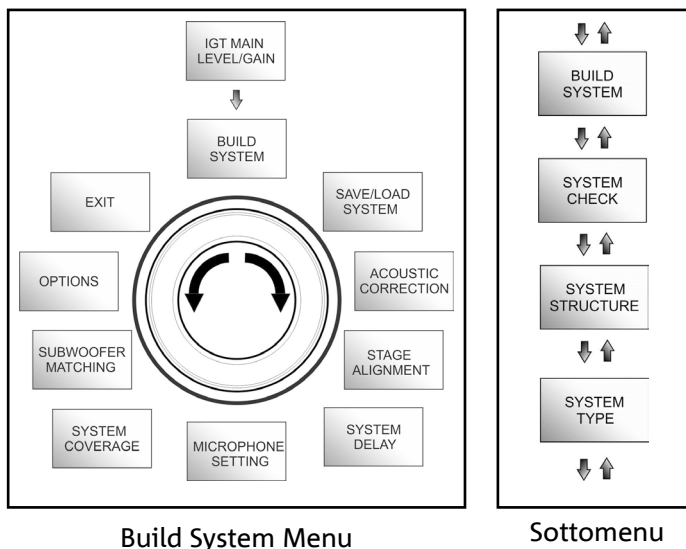 IGT MAIN
LEVEL/GAIN
BUILD
SYSTEM
SAVE/LOAD
SYSTEM
ACOUSTIC
CORRECTION
STAGE
ALIGNMENT
SYSTEM
DELAY
MICROPHONE
SETTING
SYSTEM
COVERAGE
SUBWOOFER
MATCHING
OPTIONS
EXIT
Build System Menu
BUILD
SYSTEM
SYSTEM
CHECK
SYSTEM
STRUCTURE
SYSTEM
TYPE
Sottomenu